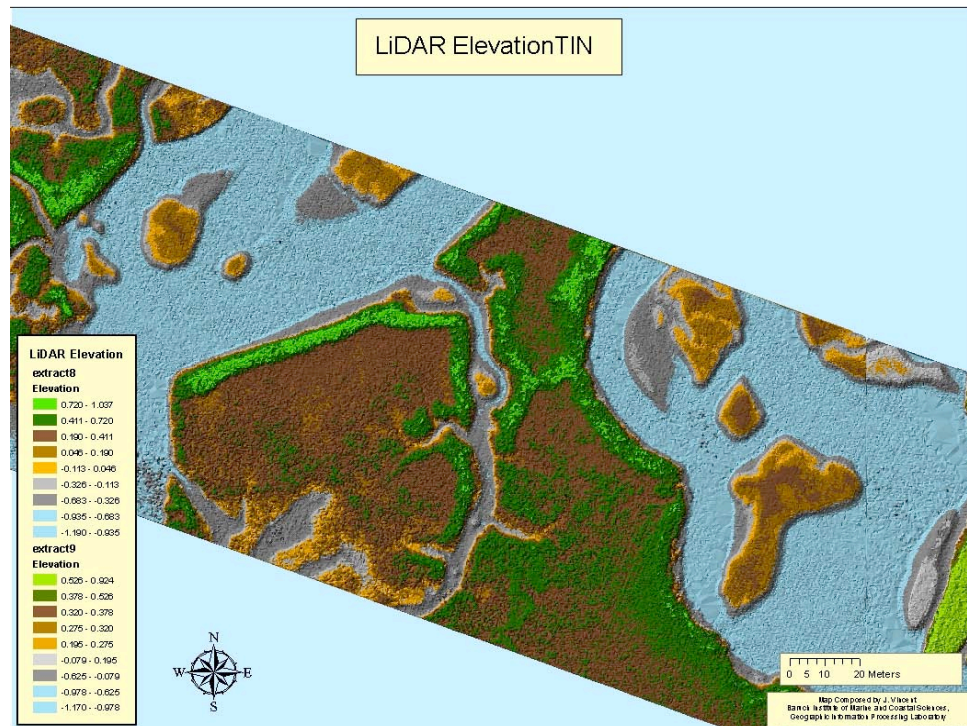 LiDAR ElevationTIN
LiDAR Elevation
extract8
Elevation
0.720 - 1.037
0.411 - 0.720
0.190 - 0.411
0.046 - 0.190
-0.113 - 0.046
-0.326 - -0.113
-0.683 - -0.326
-0.935 - -0.683
-1.190 - -0.935
extract9
Elevation
0.526 - 0.924
0.378 - 0.526
0.320 - 0.378
0.275 - 0.320
0.195 - 0.275
-0.079 - 0.195
-0.625 - -0.079
-0.978 - -0.625
-1.170 - -0.978
N
W E
S
0 5 10 20 Meters
Map Composed by J. Vincent
Baruch Institute of Marine and Coastal Sciences,
Geographic Information Processing Laboratory